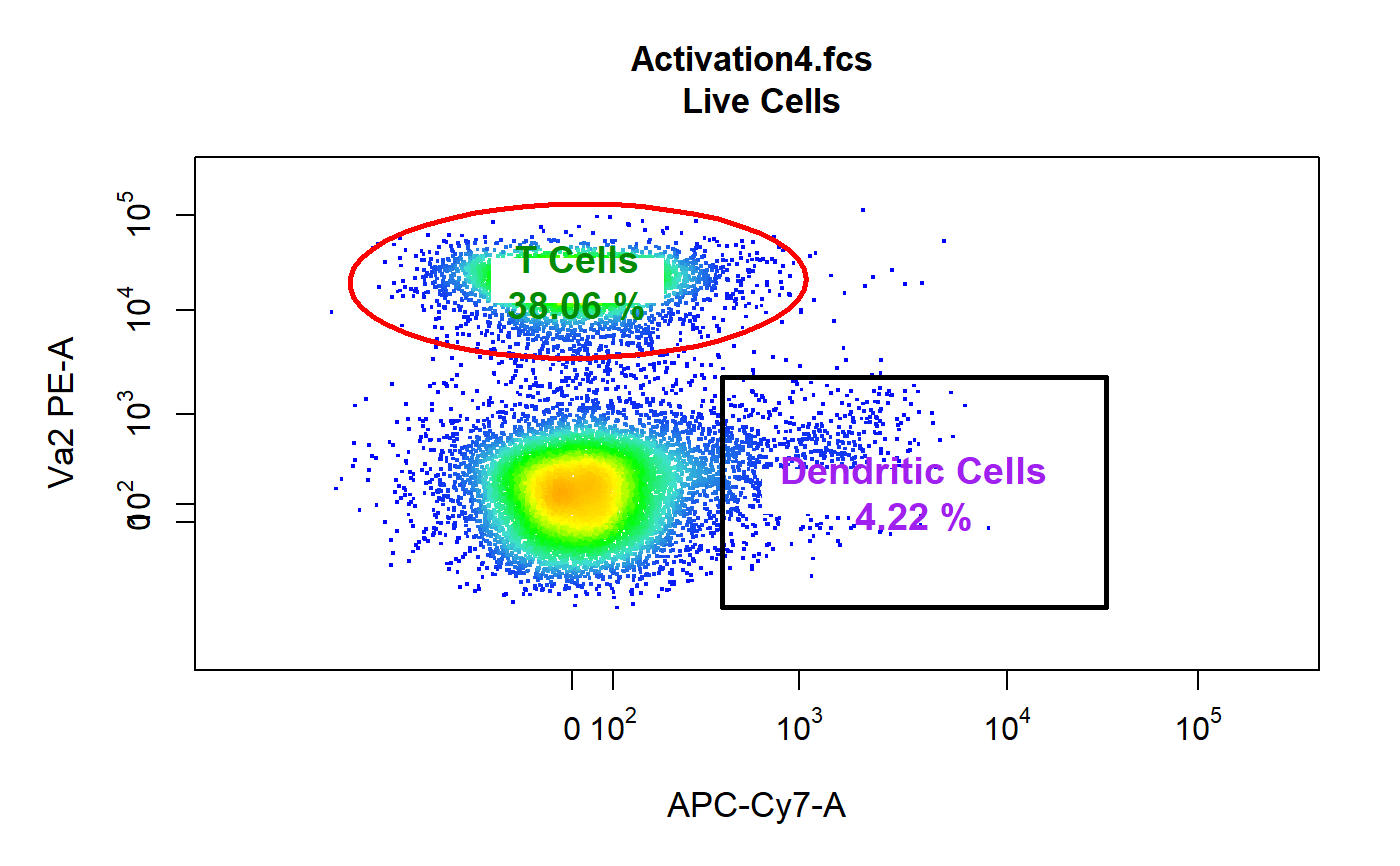 Activation4.fcs
Live Cells
T Cells
38.06 %
Dendritic Cells
4.22 %
Va2 PE-A
10^5
10^4
10^3
10^2
0
0 10^2 10^3 10^4 10^5
APC-Cy7-A